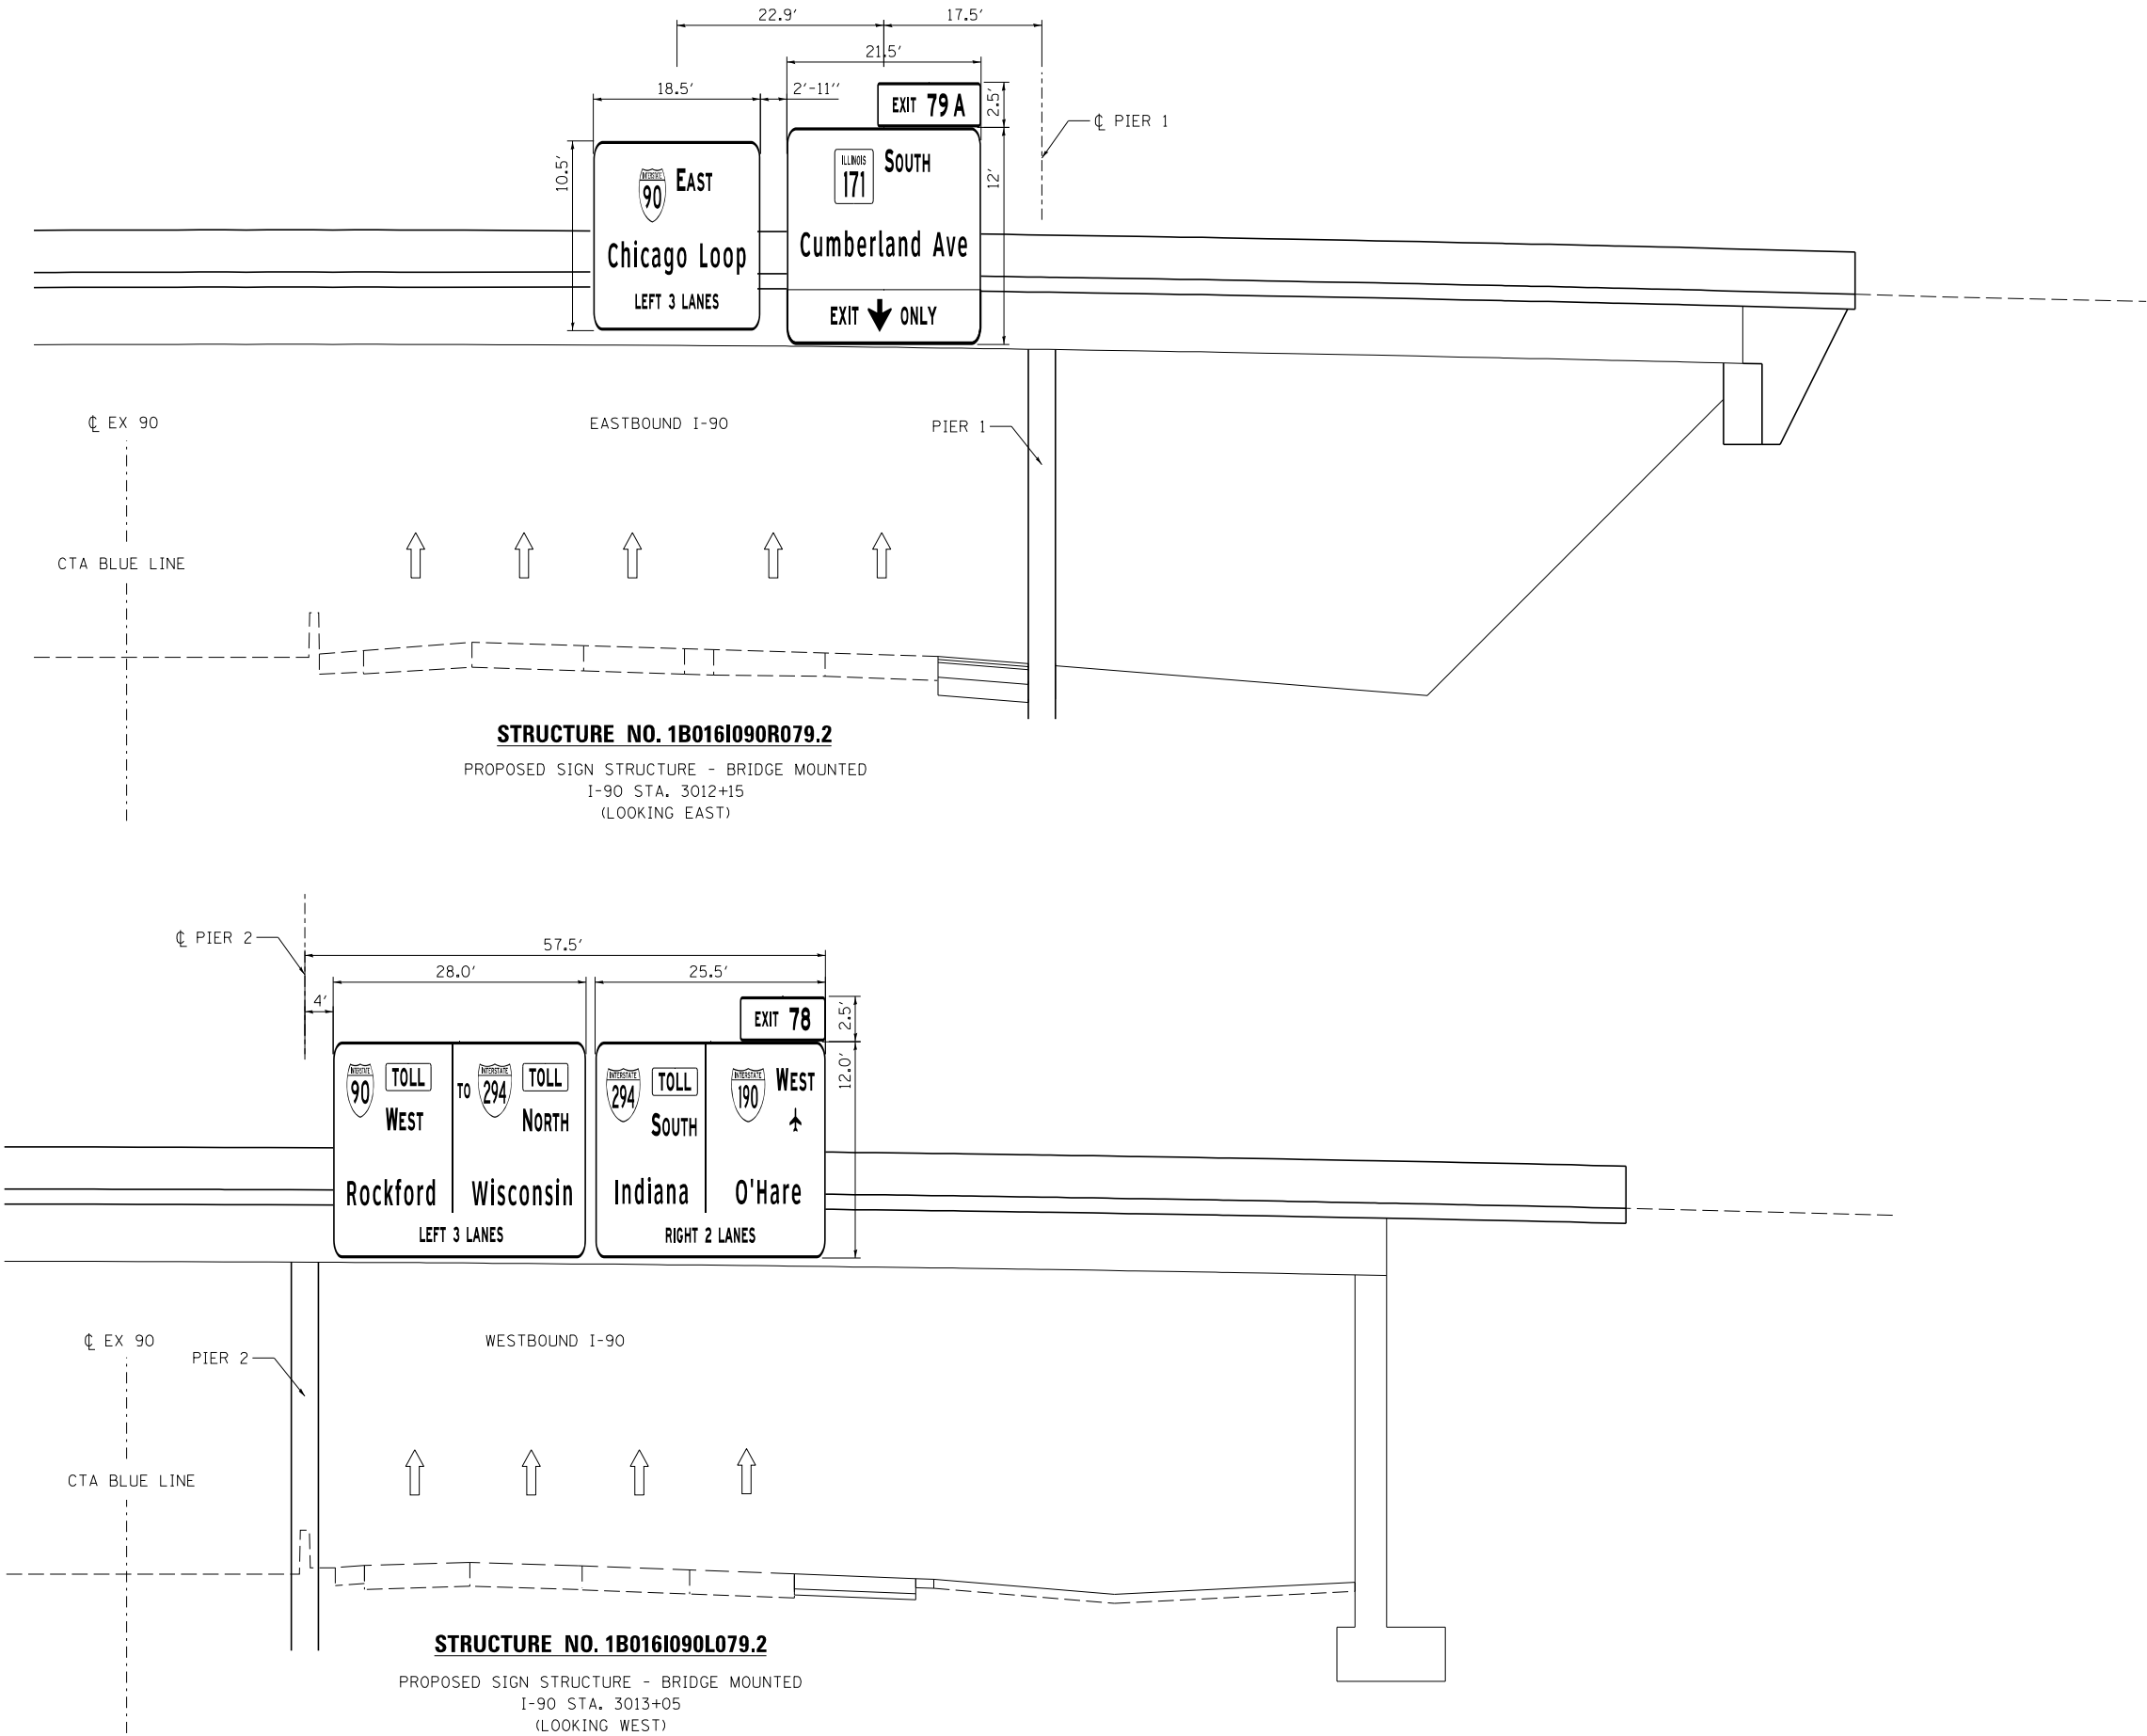 22.9′
17.5′
21.5′
18.5′
2′-11′′
EXIT 79 A
2.5′
℄ PIER 1
10.5′
INTERSTATE
90
EAST
Chicago Loop
LEFT 3 LANES
ILLINOIS
171
SOUTH
Cumberland Ave
EXIT ONLY
12′
℄ EX 90
EASTBOUND I-90
PIER 1
CTA BLUE LINE
STRUCTURE NO. 1B016I090R079.2
PROPOSED SIGN STRUCTURE - BRIDGE MOUNTED
I-90 STA. 3012+15
(LOOKING EAST)
℄ PIER 2
57.5′
28.0′
25.5′
4′
EXIT 78
2.5′
INTERSTATE
90
TOLL
WEST
Rockford
TO
INTERSTATE
294
TOLL
NORTH
Wisconsin
LEFT 3 LANES
INTERSTATE
294
TOLL
SOUTH
Indiana
INTERSTATE
190
WEST
O'Hare
RIGHT 2 LANES
12.0′
℄ EX 90
WESTBOUND I-90
PIER 2
CTA BLUE LINE
STRUCTURE NO. 1B016I090L079.2
PROPOSED SIGN STRUCTURE - BRIDGE MOUNTED
I-90 STA. 3013+05
(LOOKING WEST)